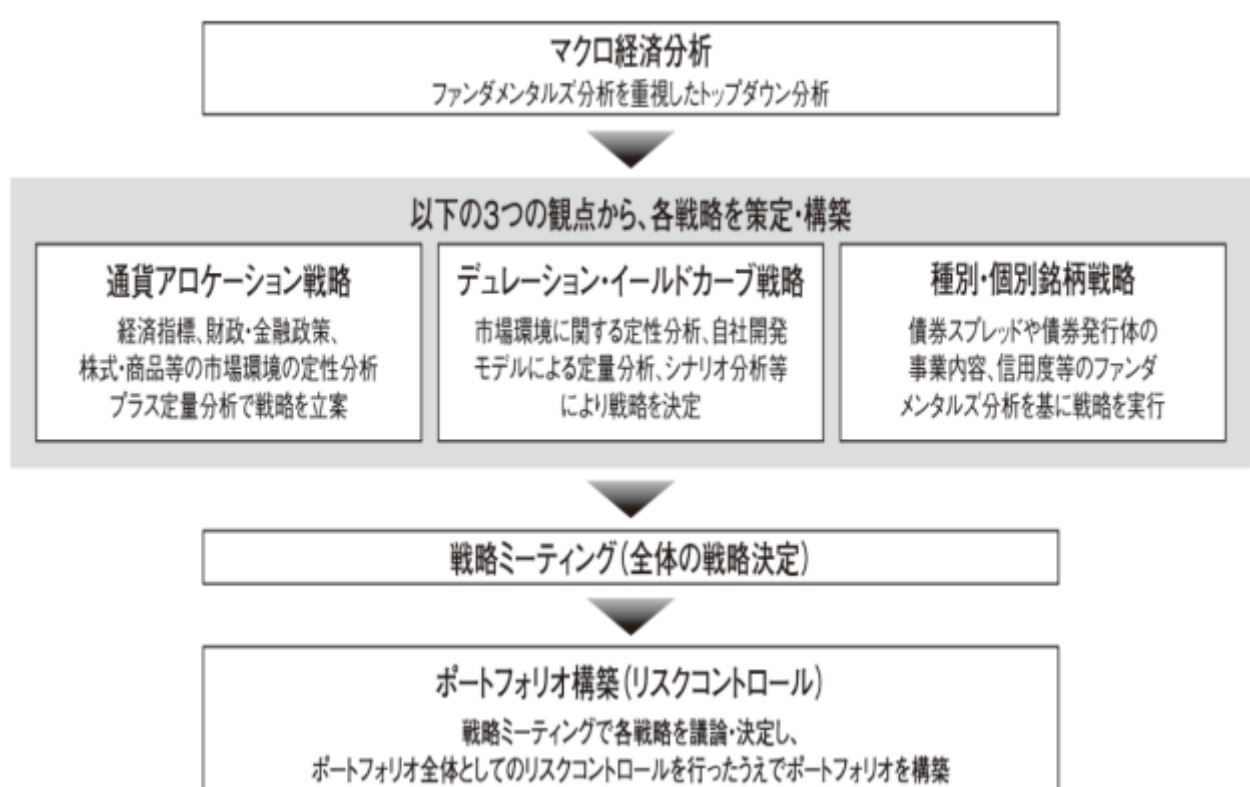 マクロ経済分析
ファンダメンタルズ分析を重視したトップダウン分析
以下の3つの観点から、各戦略を策定・構築
通貨アロケーション戦略
経済指標、財政・金融政策、
株式・商品等の市場環境の定性分析
プラス定量分析で戦略を立案
デュレーション・イールドカーブ戦略
市場環境に関する定性分析、自社開発
モデルによる定量分析、シナリオ分析等
により戦略を決定
種別・個別銘柄戦略
債券スプレッドや債券発行体の
事業内容、信用度等のファンダ
メンタルズ分析を基に戦略を実行
戦略ミーティング(全体の戦略決定)
ポートフォリオ構築(リスクコントロール)
戦略ミーティングで各戦略を議論・決定し、
ポートフォリオ全体としてのリスクコントロールを行ったうえでポートフォリオを構築